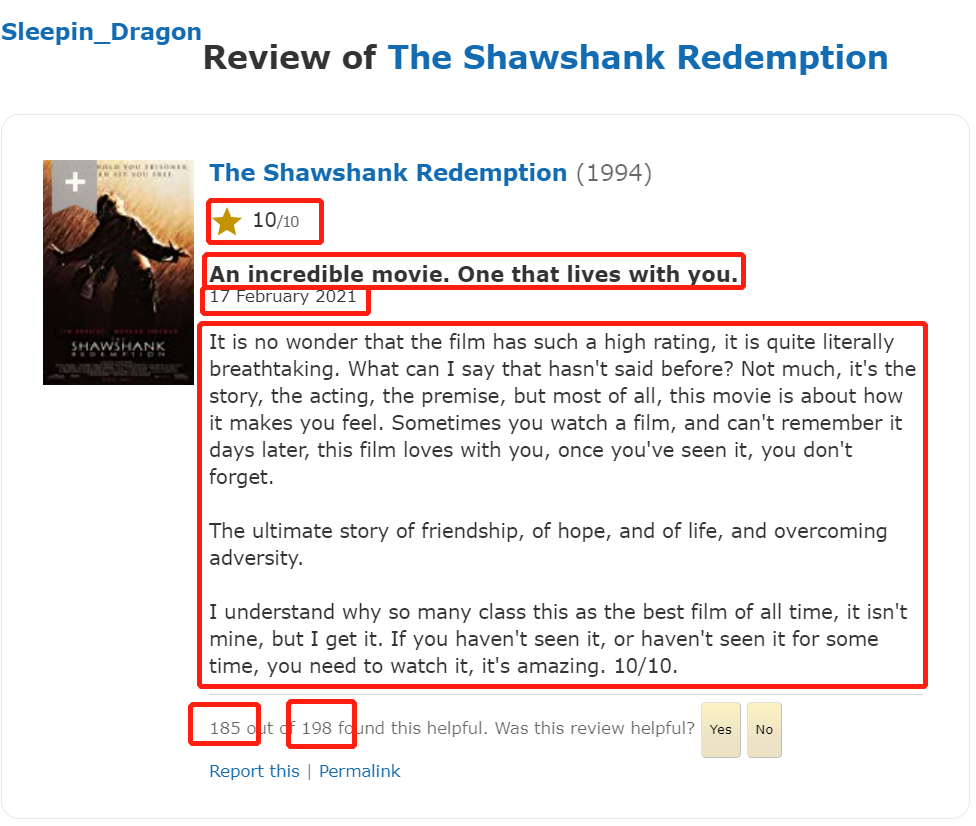 Sleepin_Dragon
Review of The Shawshank Redemption
The Shawshank Redemption (1994)
10/10
An incredible movie. One that lives with you.
17 February 2021
SHAWSHANK
REDEMPTION
It is no wonder that the film has such a high rating, it is quite literally
breathtaking. What can I say that hasn't said before? Not much, it's the
story, the acting, the premise, but most of all, this movie is about how
it makes you feel. Sometimes you watch a film, and can't remember it
days later, this film loves with you, once you've seen it, you don't
forget.
The ultimate story of friendship, of hope, and of life, and overcoming
adversity.
I understand why so many class this as the best film of all time, it isn't
mine, but I get it. If you haven't seen it, or haven't seen it for some
time, you need to watch it, it's amazing. 10/10.
185 out of 198 found this helpful. Was this review helpful? Yes No
Report this | Permalink